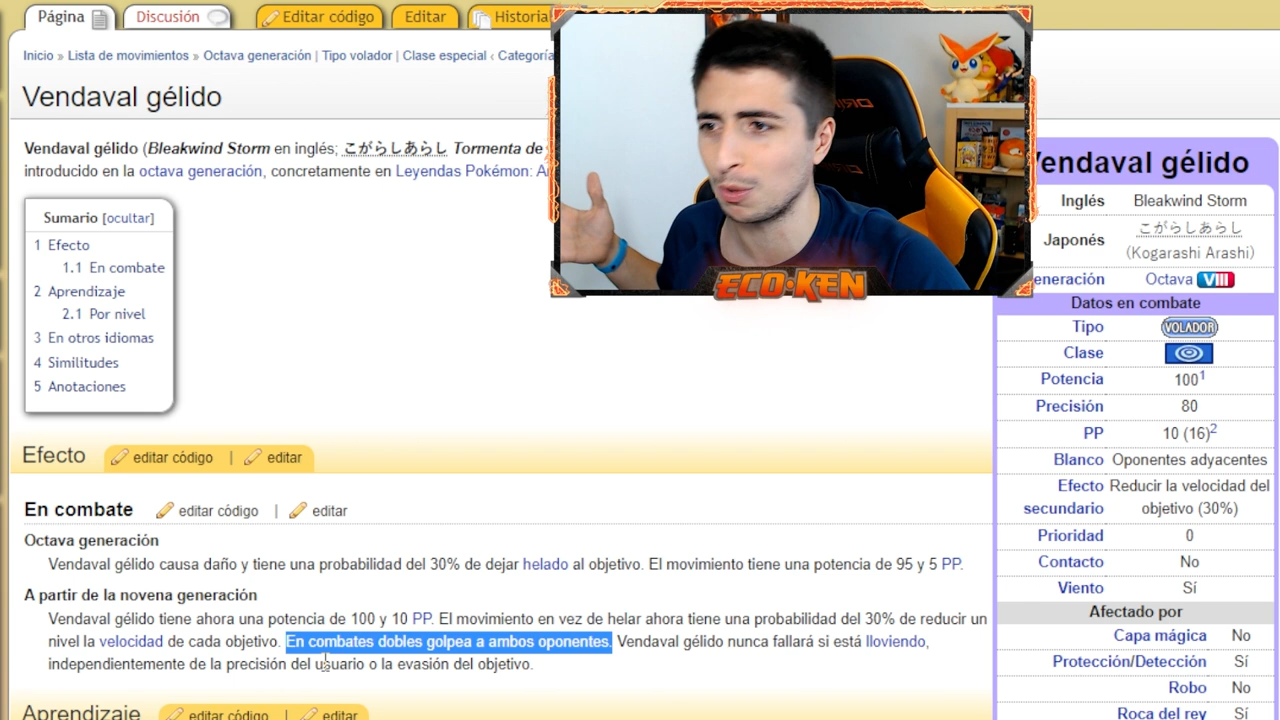 Página
Discusión
Editar código
Editar
Historia
Inicio » Lista de movimientos » Octava generación | Tipo volador | Clase especial ‹ Categoría
Vendaval gélido
Vendaval gélido (Bleakwind Storm en inglés; こがらしあらし Tormenta de
introducido en la octava generación, concretamente en Leyendas Pokémon:
Sumario [ocultar]
1 Efecto
1.1 En combate
2 Aprendizaje
2.1 Por nivel
3 En otros idiomas
4 Similitudes
5 Anotaciones
ECO·KEN
Vendaval gélido
Inglés Bleakwind Storm
Japonés こがらしあらし
(Kogarashi Arashi)
eneración Octava VIII
Datos en combate
Tipo VOLADOR
Clase
Potencia 100¹
Precisión 80
PP 10 (16)²
Blanco Oponentes adyacentes
Efecto Reducir la velocidad del
secundario objetivo (30%)
Prioridad 0
Contacto No
Viento Sí
Afectado por
Capa mágica No
Protección/Detección Sí
Robo No
Roca del rey Sí
Efecto editar código | editar
En combate editar código | editar
Octava generación
Vendaval gélido causa daño y tiene una probabilidad del 30% de dejar helado al objetivo. El movimiento tiene una potencia de 95 y 5 PP.
A partir de la novena generación
Vendaval gélido tiene ahora una potencia de 100 y 10 PP. El movimiento en vez de helar ahora tiene una probabilidad del 30% de reducir un
nivel la velocidad de cada objetivo. En combates dobles golpea a ambos oponentes. Vendaval gélido nunca fallará si está lloviendo,
independientemente de la precisión del usuario o la evasión del objetivo.
Aprendizaje editar código | editar